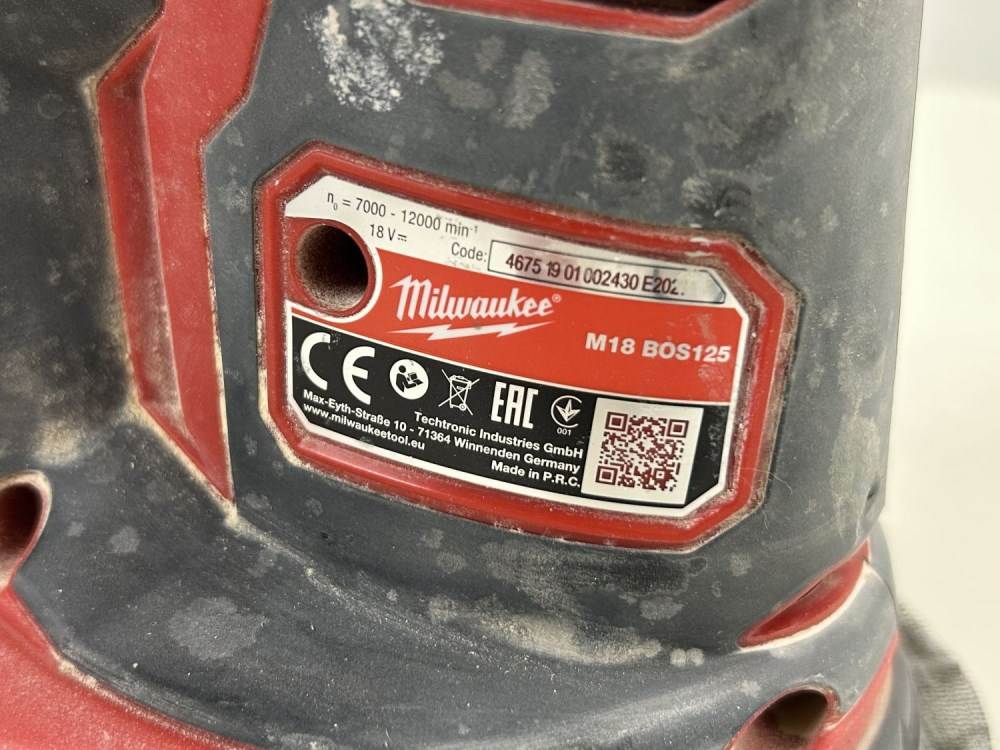 n₀ = 7000 - 12000 min⁻¹
18 V⎓
Code: 4675 19 01 002430
Milwaukee®
M18 BOS125
CE
EAC
001
Techtronic Industries GmbH
Max-Eyth-Straße 10 - 71364 Winnenden Germany
www.milwaukeetool.eu
Made in P.R.C.